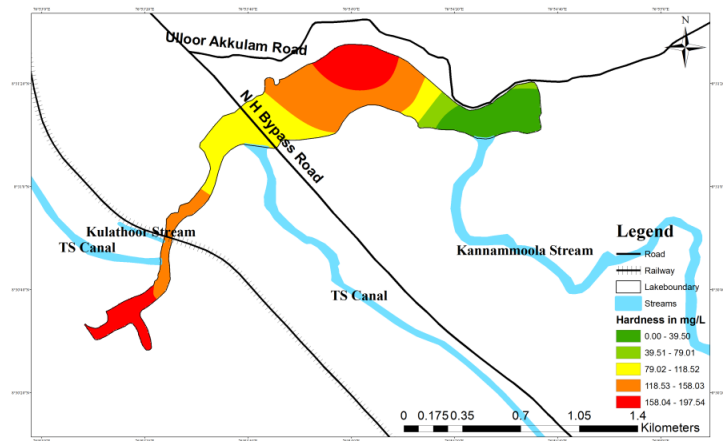 N
Ulloor Akkulam Road
N H Bypass Road
Kulathoor Stream
TS Canal
Kannammoola Stream
TS Canal
Legend
Road
Railway
Lakeboundary
Streams
Hardness in mg/L
0.00 - 39.50
39.51 - 79.01
79.02 - 118.52
118.53 - 158.03
158.04 - 197.54
0 0.175 0.35 0.7 1.05 1.4
Kilometers